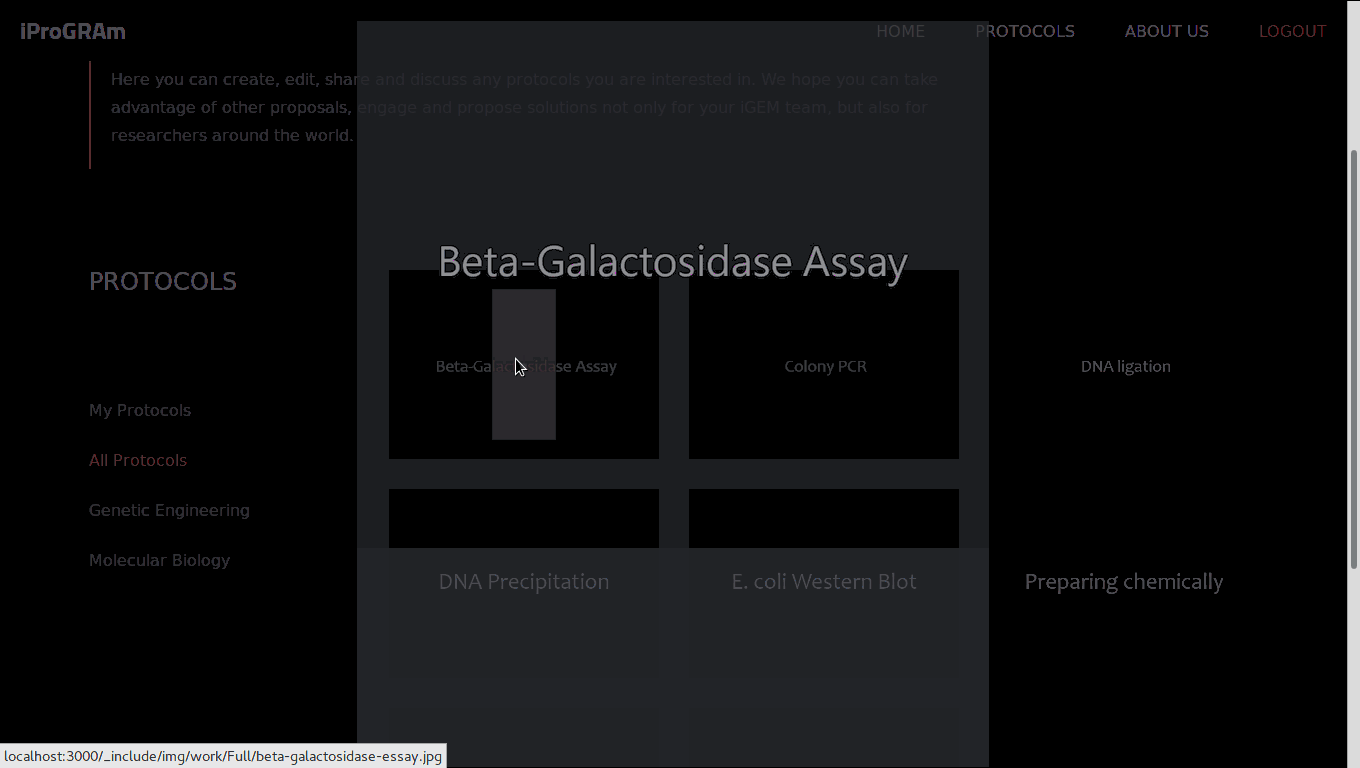 iProGRAm
HOME PROTOCOLS ABOUT US LOGOUT
Here you can create, edit, share and discuss any protocols you are interested in. We hope you can take
advantage of other proposals, engage and propose solutions not only for your iGEM team, but also for
researchers around the world.
Beta-Galactosidase Assay
PROTOCOLS
Beta-Galactosidase Assay Colony PCR DNA ligation
My Protocols
All Protocols
Genetic Engineering
Molecular Biology
DNA Precipitation E. coli Western Blot Preparing chemically
localhost:3000/_include/img/work/Full/beta-galactosidase-essay.jpg